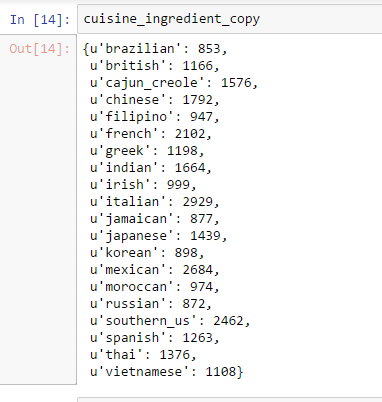 In [14]: cuisine_ingredient_copy
Out[14]: {u'brazilian': 853,
u'british': 1166,
u'cajun_creole': 1576,
u'chinese': 1792,
u'filipino': 947,
u'french': 2102,
u'greek': 1198,
u'indian': 1664,
u'irish': 999,
u'italian': 2929,
u'jamaican': 877,
u'japanese': 1439,
u'korean': 898,
u'mexican': 2684,
u'moroccan': 974,
u'russian': 872,
u'southern_us': 2462,
u'spanish': 1263,
u'thai': 1376,
u'vietnamese': 1108}